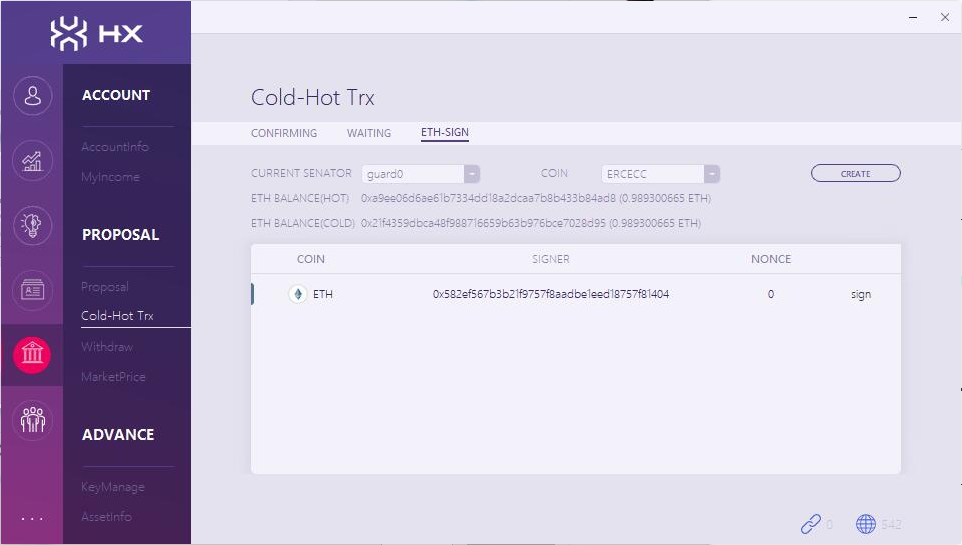 HX
ACCOUNT
AccountInfo
MyIncome
PROPOSAL
Proposal
Cold-Hot Trx
Withdraw
MarketPrice
ADVANCE
KeyManage
AssetInfo
...
Cold-Hot Trx
CONFIRMING WAITING ETH-SIGN
CURRENT SENATOR guard0 COIN ERCECC CREATE
ETH BALANCE(HOT) 0xa9ee06d6ae61b7334dd18a2dcaa7b8b433b84ad8 (0.989300665 ETH)
ETH BALANCE(COLD) 0x21f4359dbca48f988716659b63b976bce7028d95 (0.989300665 ETH)
COIN SIGNER NONCE
ETH 0x582ef567b3b21f9757f8aadbe1eed18757f81404 0 sign
0 542